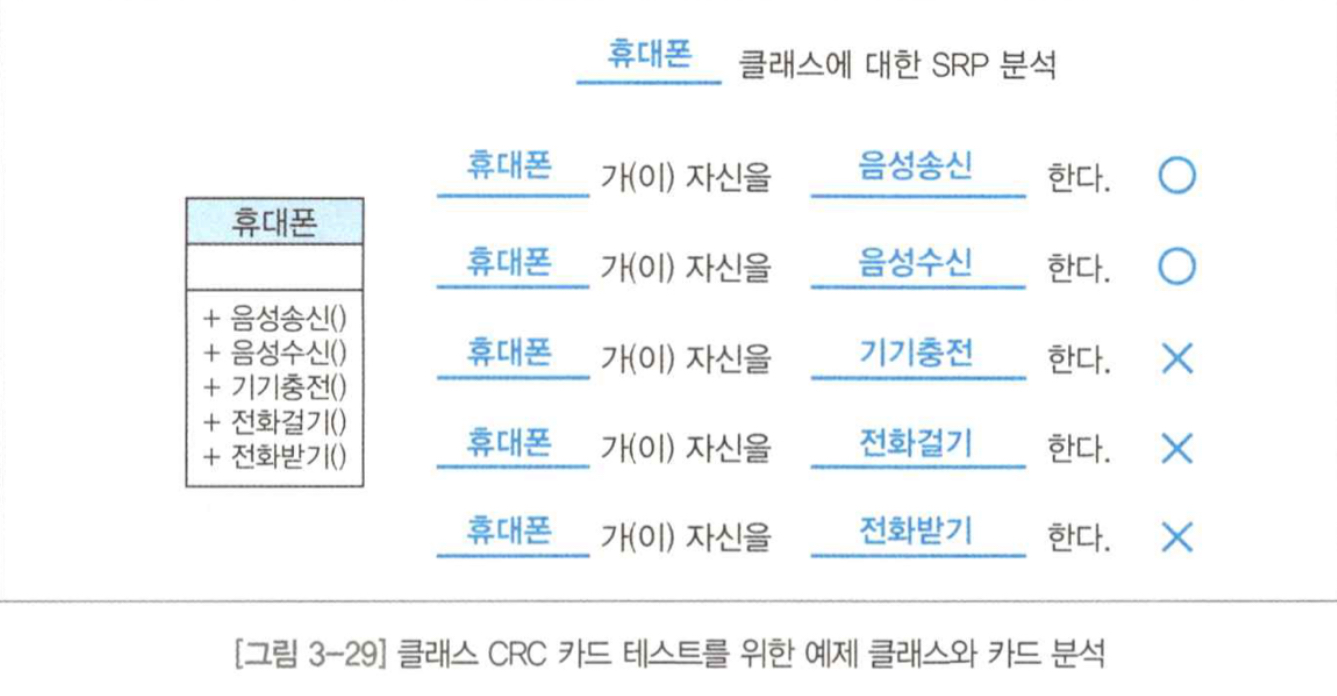 휴대폰 클래스에 대한 SRP 분석
휴대폰 가(이) 자신을 음성송신 한다. ○
휴대폰 가(이) 자신을 음성수신 한다. ○
휴대폰 가(이) 자신을 기기충전 한다. ×
휴대폰 가(이) 자신을 전화걸기 한다. ×
휴대폰 가(이) 자신을 전화받기 한다. ×
휴대폰
+ 음성송신()
+ 음성수신()
+ 기기충전()
+ 전화걸기()
+ 전화받기()
[그림 3-29] 클래스 CRC 카드 테스트를 위한 예제 클래스와 카드 분석